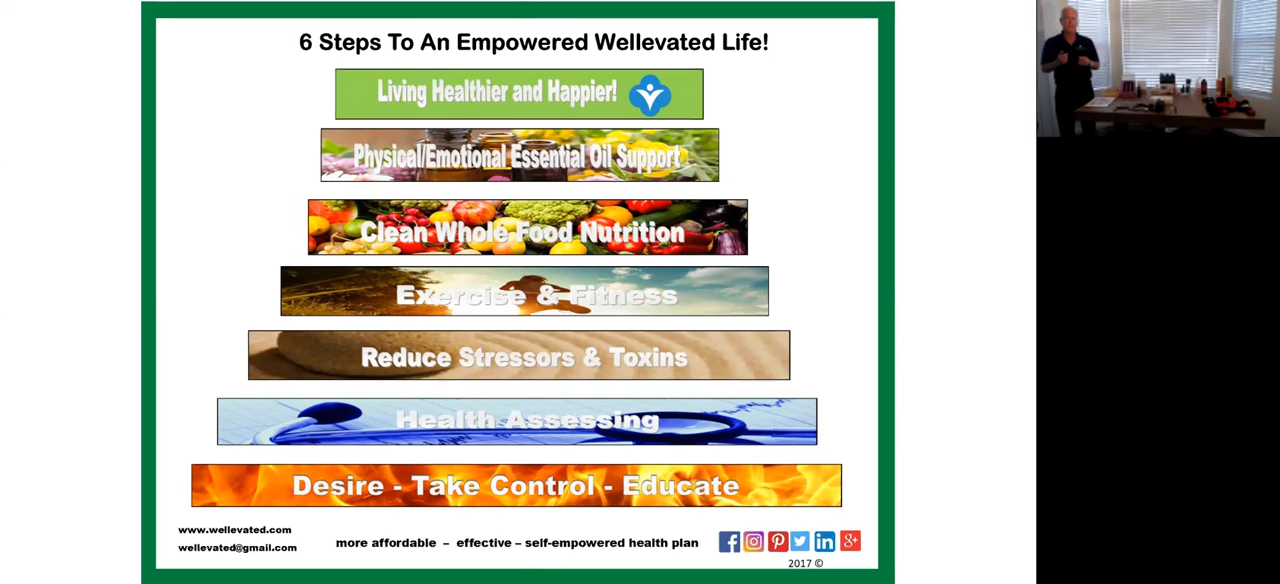 6 Steps To An Empowered Wellevated Life!
Living Healthier and Happier!
Physical/Emotional Essential Oil Support
Clean Whole Food Nutrition
Exercise & Fitness
Reduce Stressors & Toxins
Health Assessing
Desire - Take Control - Educate
www.wellevated.com
wellevated@gmail.com
more affordable – effective – self-empowered health plan
2017 ©